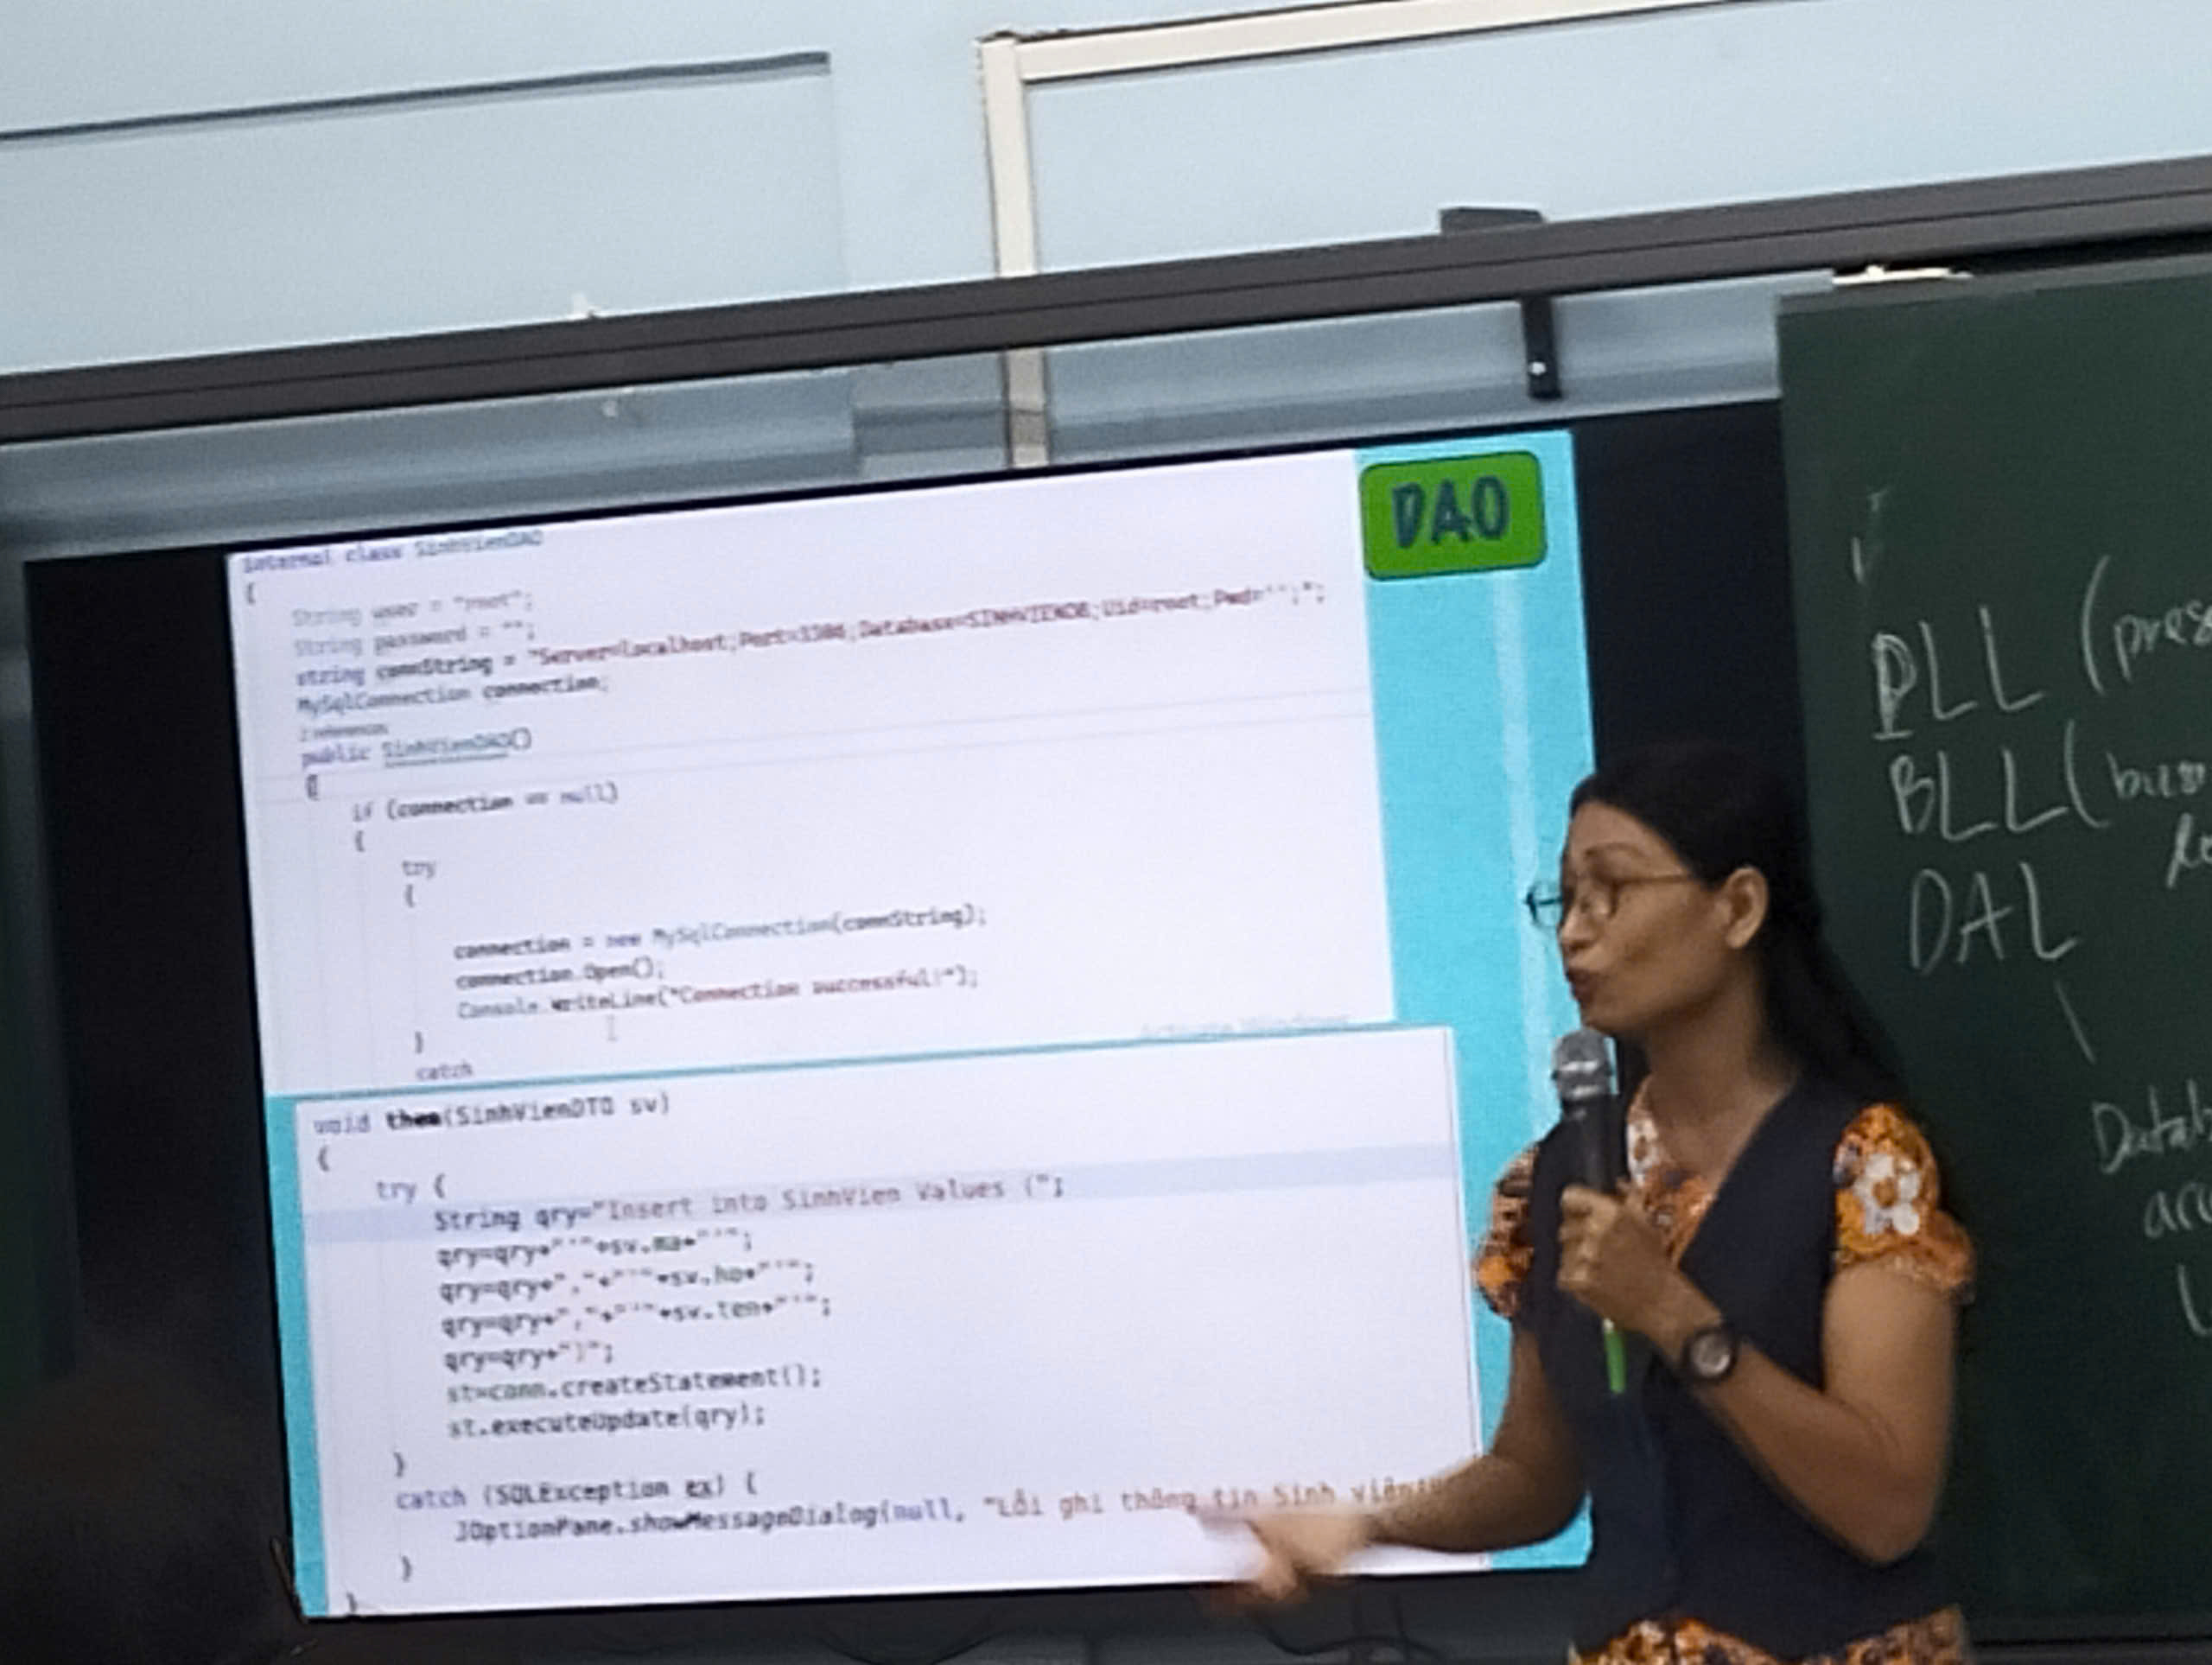 DAO
internal class SinhVienDAO
{
String user = "root";
String password = "";
string connString = "Server=localhost;Port=3306;Database=SINHVIENDB;Uid=root;Pwd='';";
MySqlConnection connection;
public SinhVienDAO()
{
if (connection == null)
{
try
{
connection = new MySqlConnection(connString);
connection.Open();
Console.WriteLine("Connection successful!");
}
catch
Activate Windows
void them(SinhVienDTO sv)
{
try {
String qry="Insert into SinhVien Values (";
qry=qry+"'"+sv.ma+"'";
qry=qry+","+"'"+sv.ho+"'";
qry=qry+","+"'"+sv.ten+"'";
qry=qry+")";
st=conn.createStatement();
st.executeUpdate(qry);
}
catch (SQLException ex) {
JOptionPane.showMessageDialog(null, "Lỗi ghi thông tin Sinh viên
}
}
PLL (pres
BLL (bus
DAL